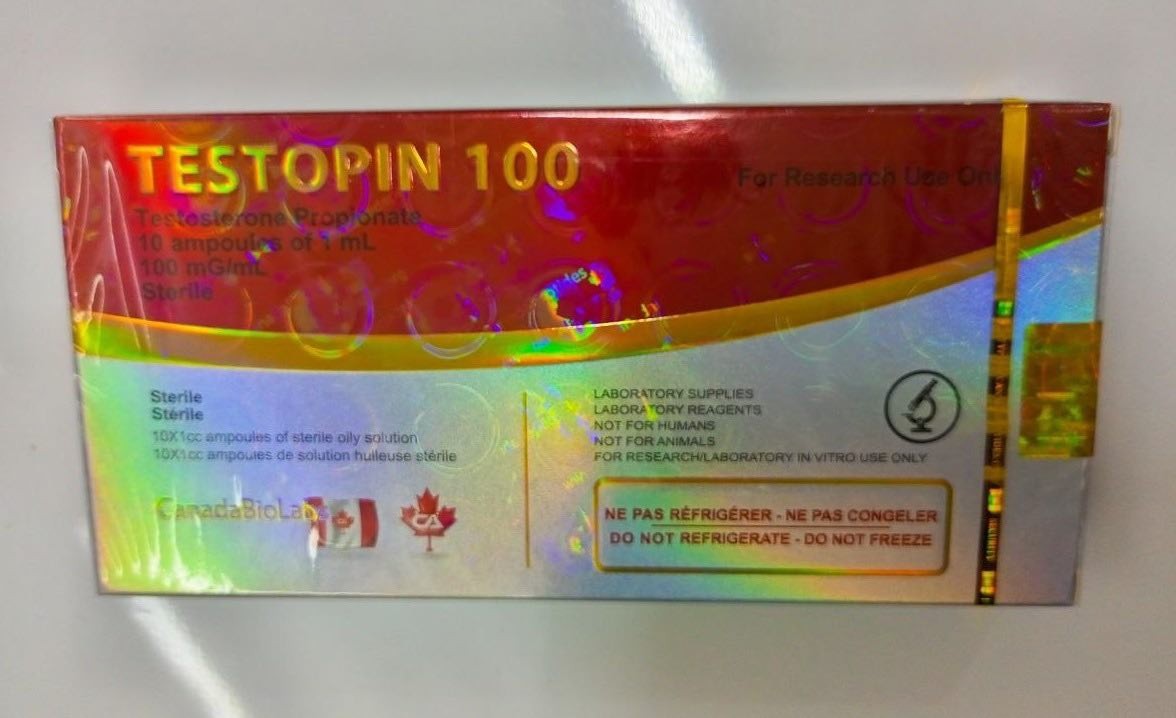 TESTOPIN 100
For Research Use Onl
Testosterone Propionate
10 ampoules of 1 mL
100 mG/mL
Sterile
Sterile
Stérile
10X1cc ampoules of sterile oily solution
10X1cc ampoules de solution huileuse stérile
CanadaBioLabs
CA
LABORATORY SUPPLIES
LABORATORY REAGENTS
NOT FOR HUMANS
NOT FOR ANIMALS
FOR RESEARCH/LABORATORY IN VITRO USE ONLY
NE PAS RÉFRIGÉRER - NE PAS CONGELER
DO NOT REFRIGERATE - DO NOT FREEZE